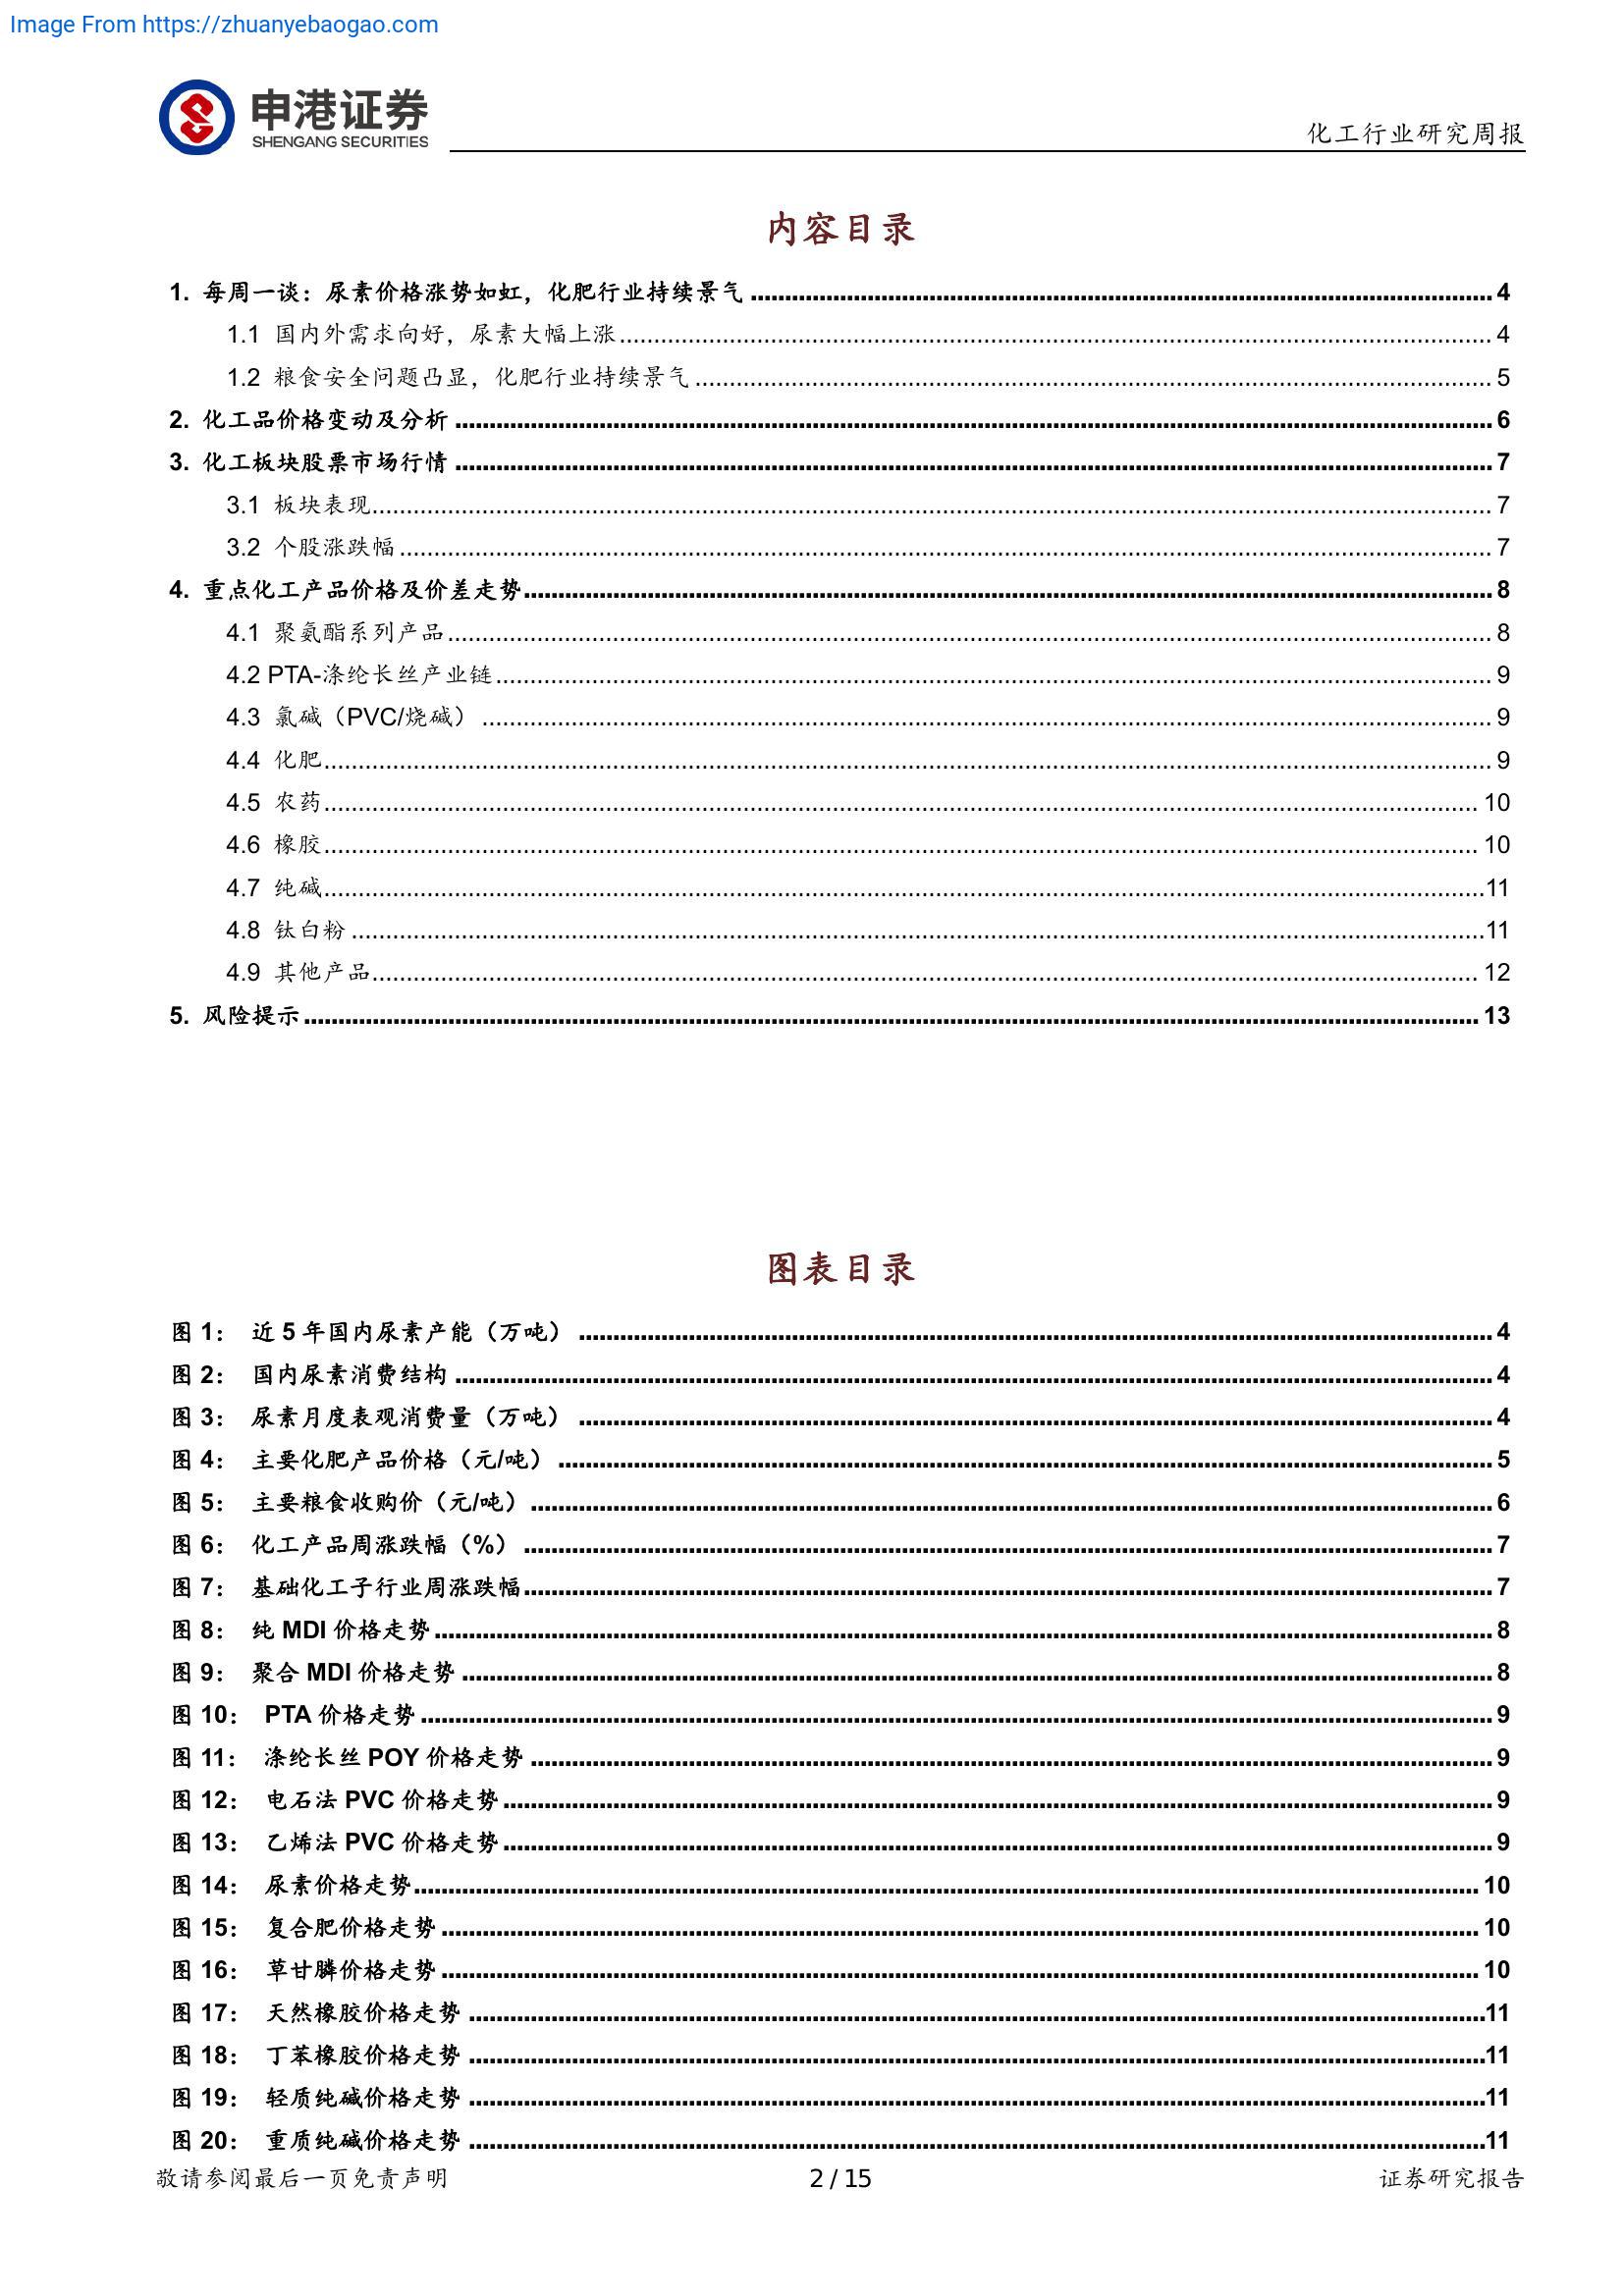 Image From https://zhuanyebaogao.com
申港证券
SHENGANG SECURITIES
化工行业研究周报
内容目录
1. 每周一谈：尿素价格涨势如虹，化肥行业持续景气 4
1.1 国内外需求向好，尿素大幅上涨 4
1.2 粮食安全问题凸显，化肥行业持续景气 5
2. 化工品价格变动及分析 6
3. 化工板块股票市场行情 7
3.1 板块表现 7
3.2 个股涨跌幅 7
4. 重点化工产品价格及价差走势 8
4.1 聚氨酯系列产品 8
4.2 PTA-涤纶长丝产业链 9
4.3 氯碱（PVC/烧碱） 9
4.4 化肥 9
4.5 农药 10
4.6 橡胶 10
4.7 纯碱 11
4.8 钛白粉 11
4.9 其他产品 12
5. 风险提示 13
图表目录
图 1： 近 5 年国内尿素产能（万吨） 4
图 2： 国内尿素消费结构 4
图 3： 尿素月度表观消费量（万吨） 4
图 4： 主要化肥产品价格（元/吨） 5
图 5： 主要粮食收购价（元/吨） 6
图 6： 化工产品周涨跌幅（%） 7
图 7： 基础化工子行业周涨跌幅 7
图 8： 纯 MDI 价格走势 8
图 9： 聚合 MDI 价格走势 8
图 10： PTA 价格走势 9
图 11： 涤纶长丝 POY 价格走势 9
图 12： 电石法 PVC 价格走势 9
图 13： 乙烯法 PVC 价格走势 9
图 14： 尿素价格走势 10
图 15： 复合肥价格走势 10
图 16： 草甘膦价格走势 10
图 17： 天然橡胶价格走势 11
图 18： 丁苯橡胶价格走势 11
图 19： 轻质纯碱价格走势 11
图 20： 重质纯碱价格走势 11
敬请参阅最后一页免责声明
2 / 15
证券研究报告